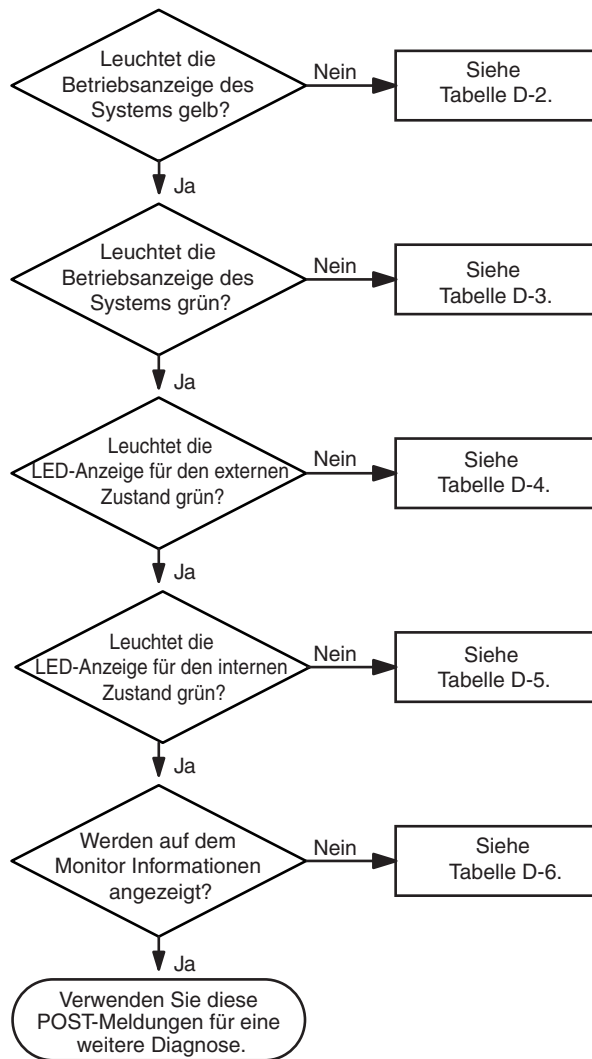 Leuchtet die
Betriebsanzeige des
Systems gelb?
Nein
Siehe
Tabelle D-2.
Ja
Leuchtet die
Betriebsanzeige des
Systems grün?
Nein
Siehe
Tabelle D-3.
Ja
Leuchtet die
LED-Anzeige für den externen
Zustand grün?
Nein
Siehe
Tabelle D-4.
Ja
Leuchtet die
LED-Anzeige für den internen
Zustand grün?
Nein
Siehe
Tabelle D-5.
Ja
Werden auf dem
Monitor Informationen
angezeigt?
Nein
Siehe
Tabelle D-6.
Ja
Verwenden Sie diese
POST-Meldungen für eine
weitere Diagnose.